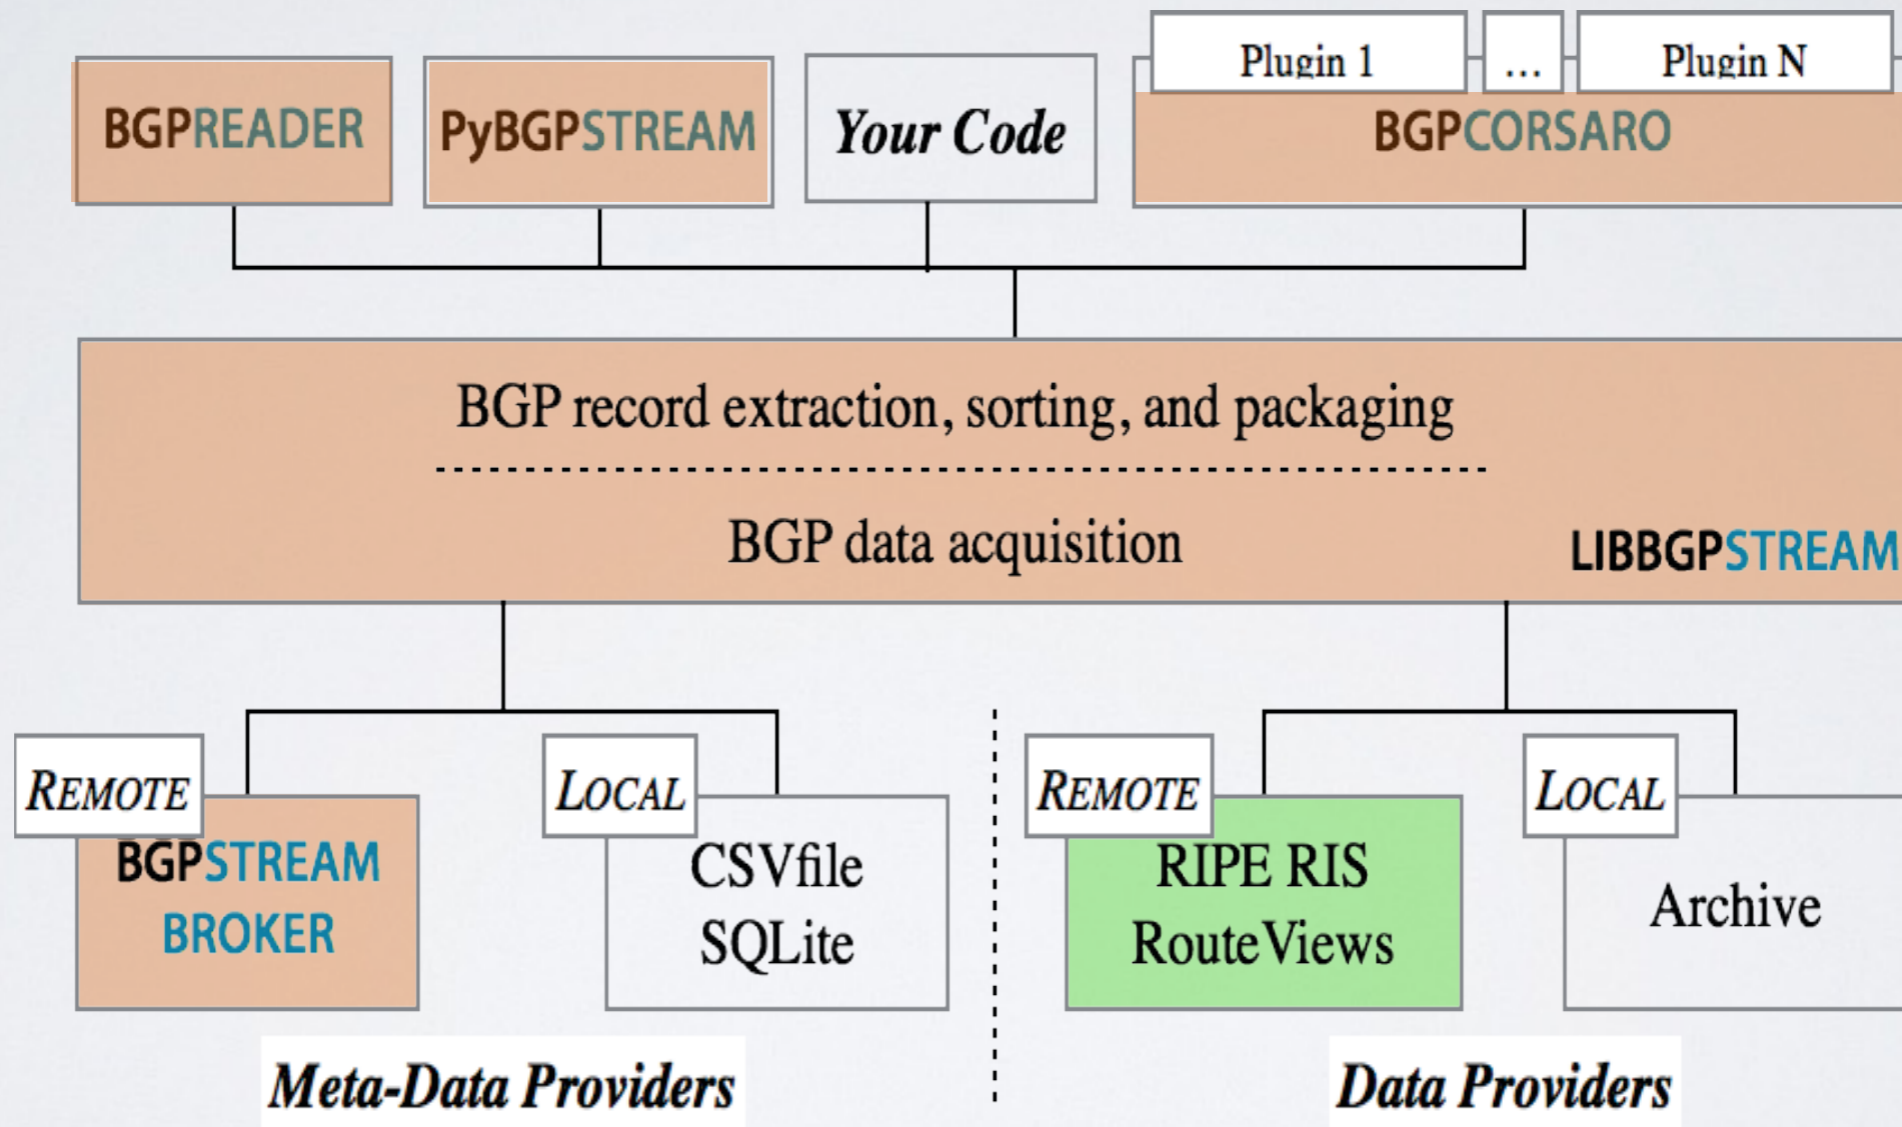 Plugin 1
...
Plugin N
BGPREADER
PyBGPSTREAM
Your Code
BGPCORSARO
BGP record extraction, sorting, and packaging
BGP data acquisition
LIBBGPSTREAM
REMOTE
BGPSTREAM
BROKER
LOCAL
CSVfile
SQLite
REMOTE
RIPE RIS
RouteViews
LOCAL
Archive
Meta-Data Providers
Data Providers